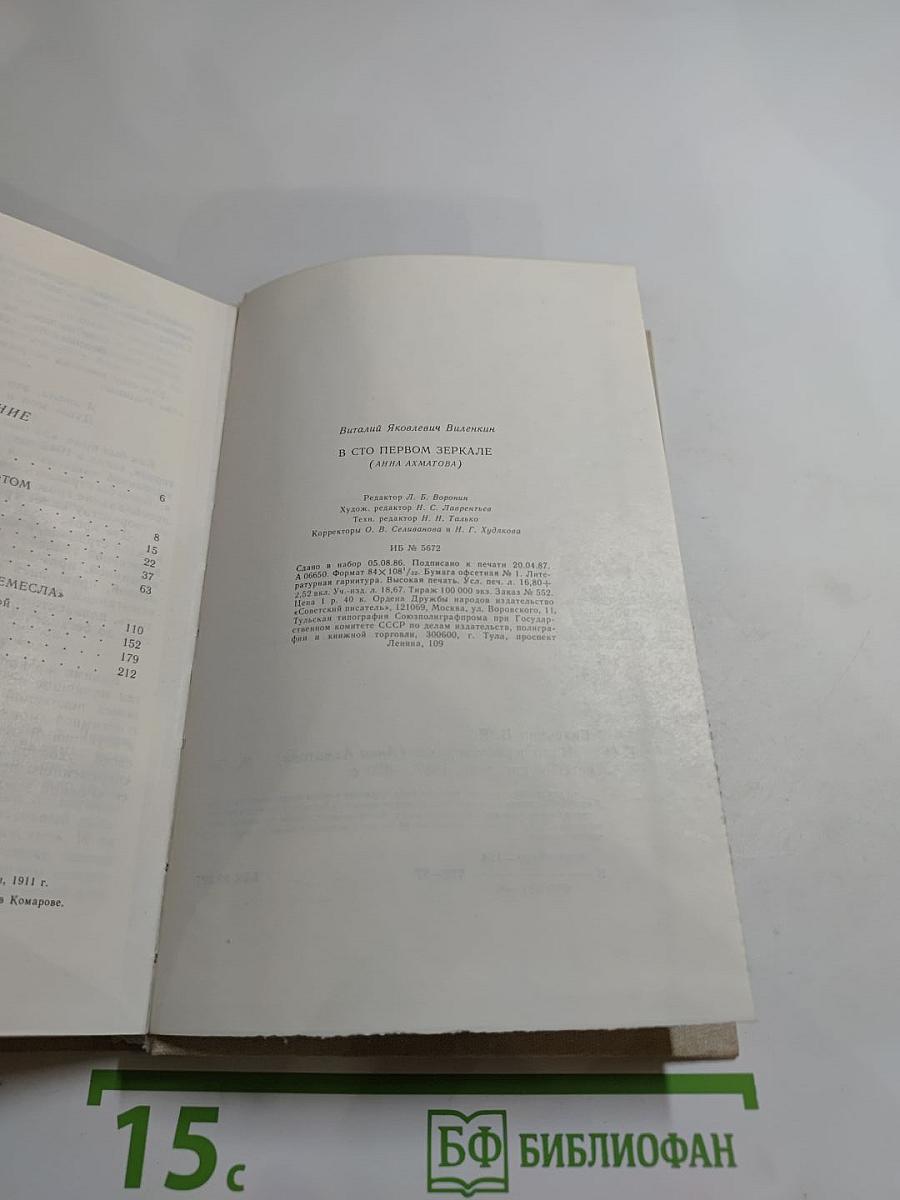 НИЕ
6
ТОМ
8
15
22
37
63
ЕМЕСЛА»
ой
110
152
179
212
, 1911 г.
в Комарове.
Виталий Яковлевич Виленкин
В СТО ПЕРВОМ ЗЕРКАЛЕ
(АННА АХМАТОВА)
Редактор Л. Б. Воронин
Худож. редактор Н. С. Лаврентьев
Техн. редактор Н. Н. Талько
Корректоры О. В. Селиванова и Н. Г. Худякова
ИБ № 5672
Сдано в набор 05.08.86. Подписано к печати 20.04.87.
А 06650. Формат 84×108¹/₃₂. Бумага офсетная № 1. Лите-
ратурная гарнитура. Высокая печать. Усл. печ. л. 16,80+
2,52 вкл. Уч.-изд. л. 18,67. Тираж 100 000 экз. Заказ № 552.
Цена 1 р. 40 к. Ордена Дружбы народов издательство
«Советский писатель», 121069, Москва, ул. Воровского, 11,
Тульская типография Союзполиграфпрома при Государ-
ственном комитете СССР по делам издательств, полигра-
фии и книжной торговли, 300600, г. Тула, проспект
Ленина, 109
15 с
БФ БИБЛИОФАН